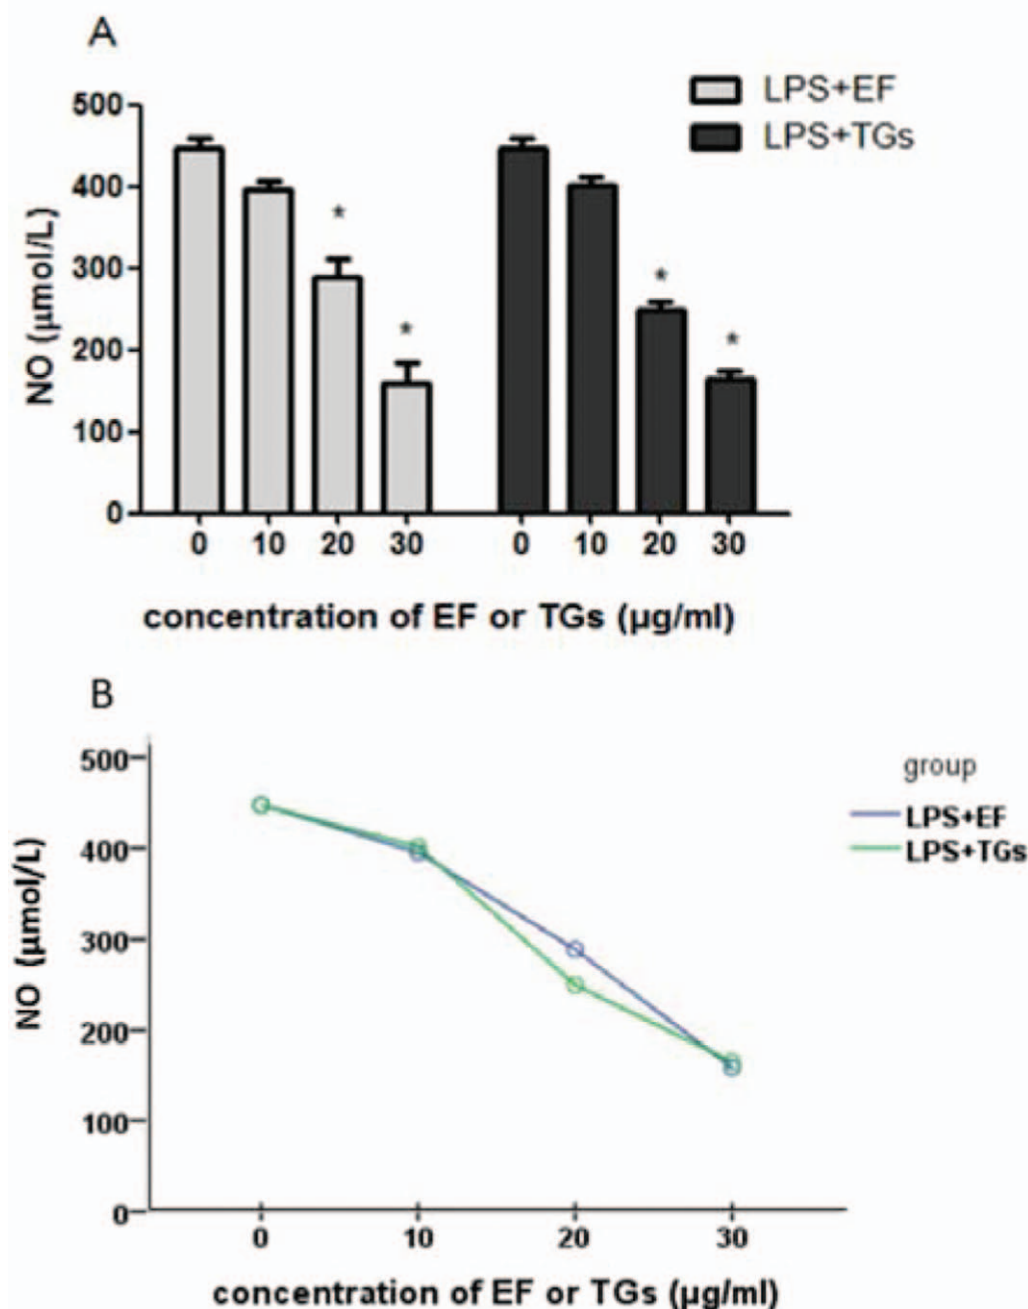 A
LPS+EF
LPS+TGs
500
400
300
200
100
0
NO (μmol/L)
*
*
*
*
0 10 20 30 0 10 20 30
concentration of EF or TGs (μg/ml)
B
500
400
300
200
100
0
NO (μmol/L)
group
LPS+EF
LPS+TGs
0 10 20 30
concentration of EF or TGs (μg/ml)